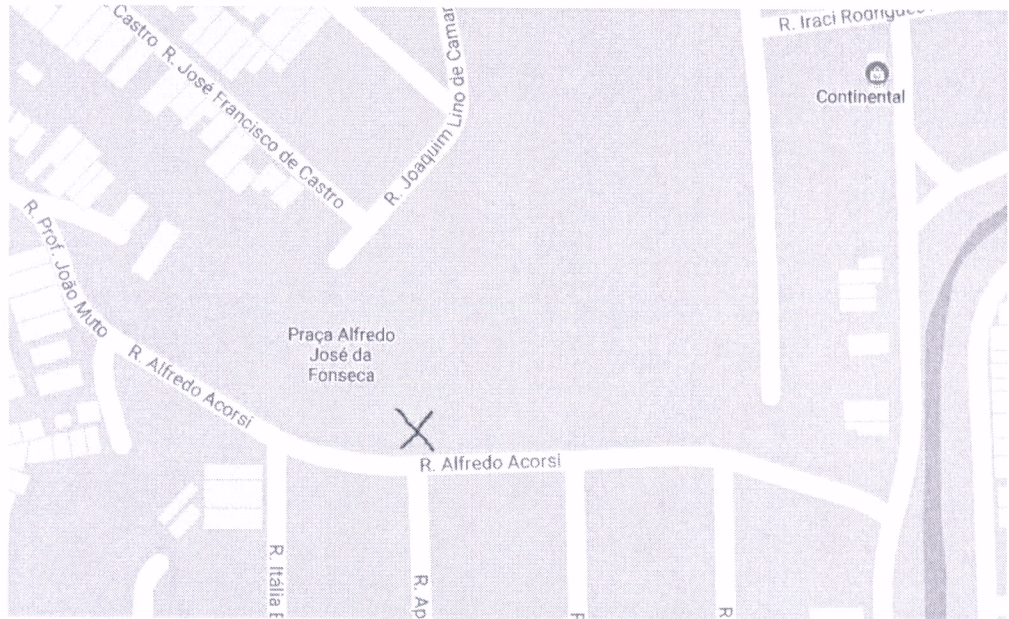 Castro
R. José Francisco de Castro
R. Joaquim Lino de Camar
R. Iraci Rodrigues
Continental
R. Prof. João Muto
R. Alfredo Acorsi
Praça Alfredo
José da
Fonseca
R. Alfredo Acorsi
R. Itália
R. Ap
R